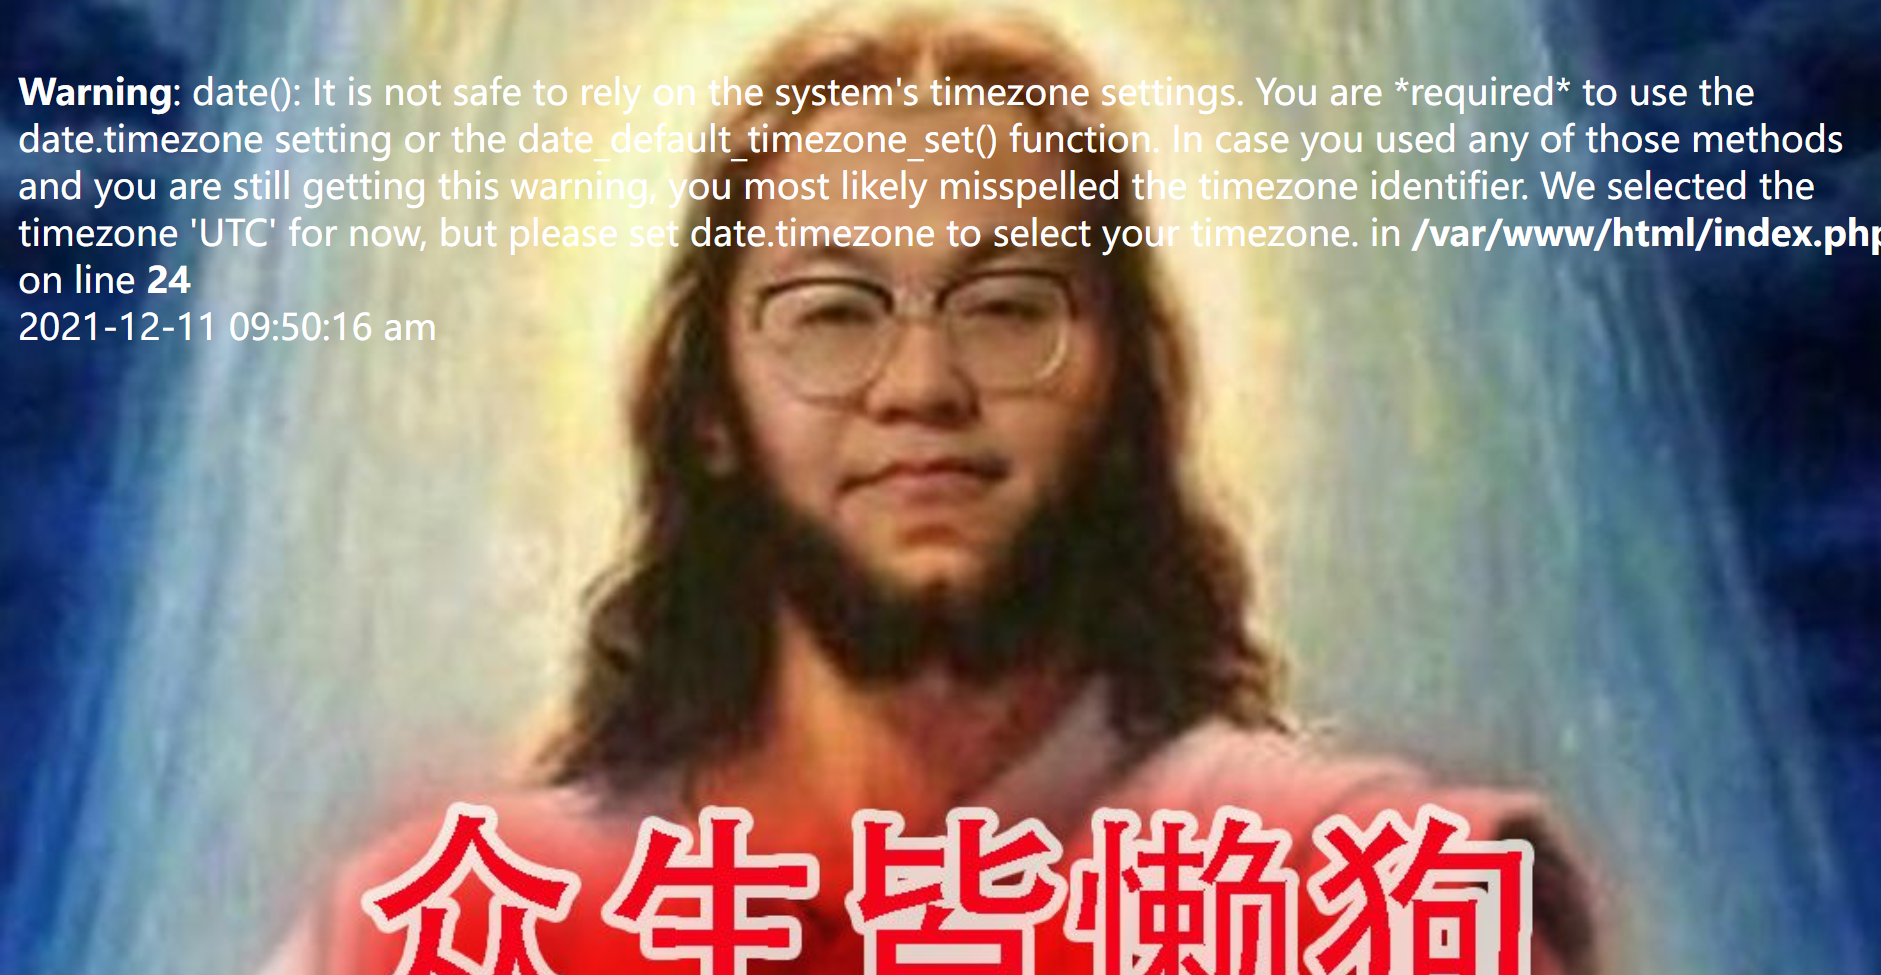 Warning: date(): It is not safe to rely on the system's timezone settings. You are *required* to use the
date.timezone setting or the date_default_timezone_set() function. In case you used any of those methods
and you are still getting this warning, you most likely misspelled the timezone identifier. We selected the
timezone 'UTC' for now, but please set date.timezone to select your timezone. in /var/www/html/index.php
on line 24
2021-12-11 09:50:16 am
众生皆懒狗